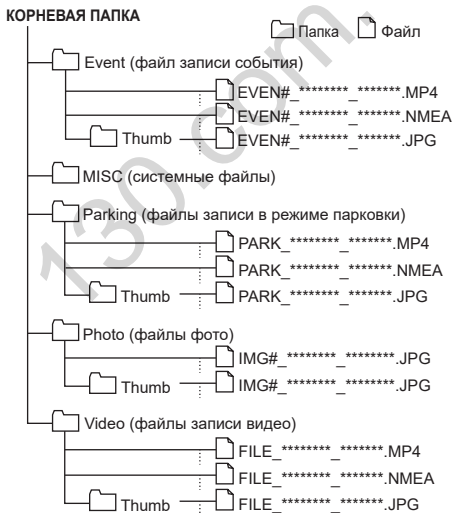 КОРНЕВАЯ ПАПКА
Папка Файл
Event (файл записи события)
EVEN#_********_*******.MP4
EVEN#_********_*******.NMEA
Thumb EVEN#_********_*******.JPG
MISC (системные файлы)
Parking (файлы записи в режиме парковки)
PARK_********_*******.MP4
PARK_********_*******.NMEA
Thumb PARK_********_*******.JPG
Photo (файлы фото)
IMG#_********_********.JPG
Thumb IMG#_********_********.JPG
Video (файлы записи видео)
FILE_********_*******.MP4
FILE_********_*******.NMEA
Thumb FILE_********_*******.JPG
130.com.